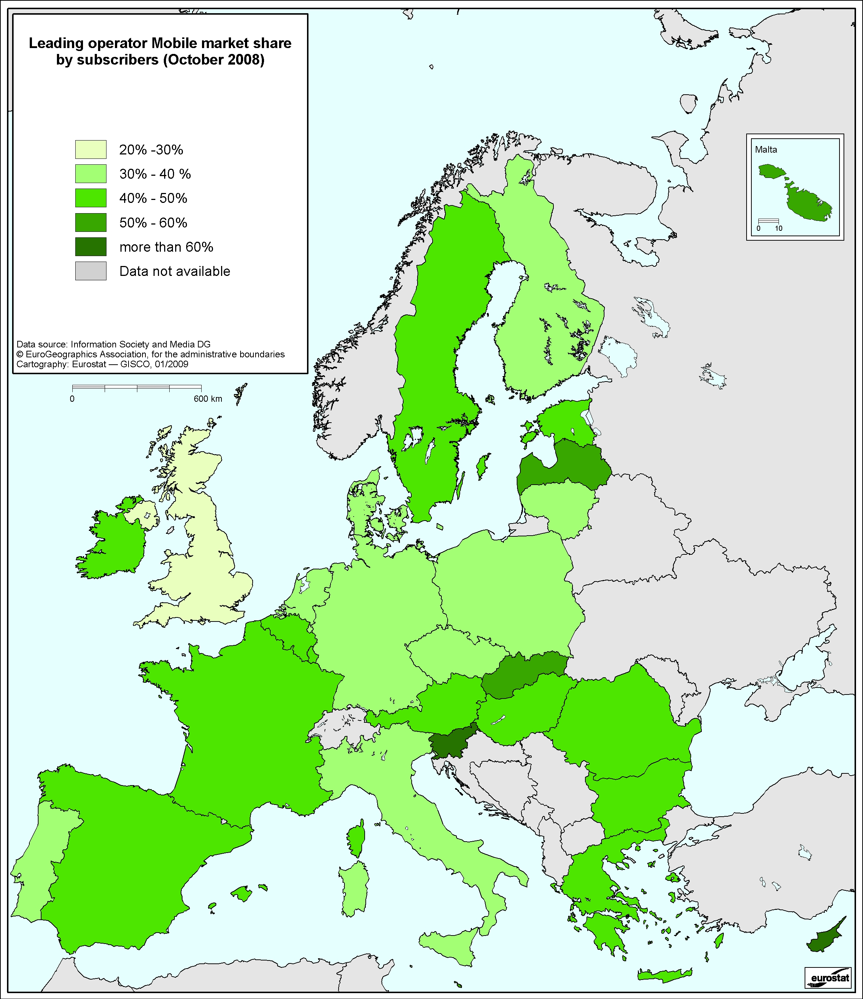 Leading operator Mobile market share
by subscribers (October 2008)
20% -30%
30% - 40 %
40% - 50%
50% - 60%
more than 60%
Data not available
Data source: Information Society and Media DG
© EuroGeographics Association, for the administrative boundaries
Cartography: Eurostat — GISCO, 01/2009
0 600 km
Malta
0 10
eurostat